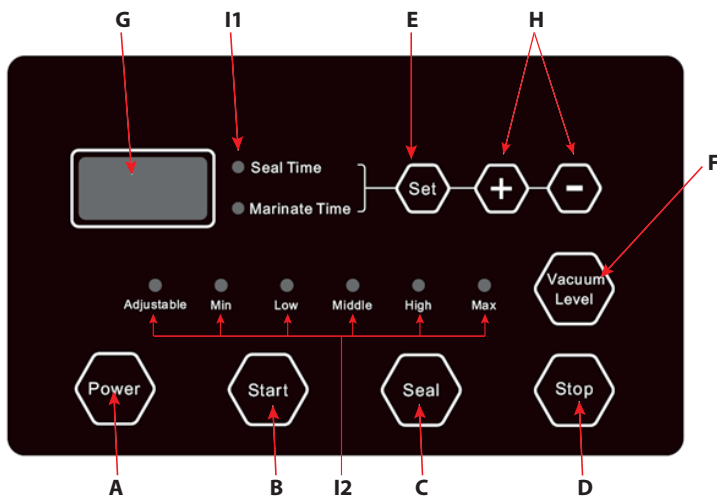 G I1 E H
Seal Time
Set + -
F
Marinate Time
Vacuum
Level
Adjustable Min Low Middle High Max
Power Start Seal Stop
A B I2 C D